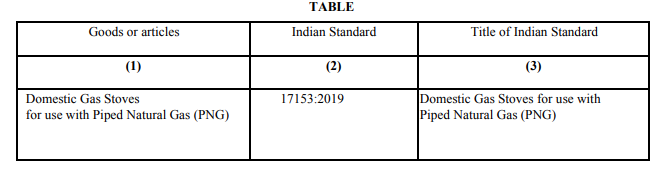 TABLE
Goods or articles Indian Standard Title of Indian Standard
(1) (2) (3)
Domestic Gas Stoves 17153:2019 Domestic Gas Stoves for use with
for use with Piped Natural Gas (PNG) Piped Natural Gas (PNG)